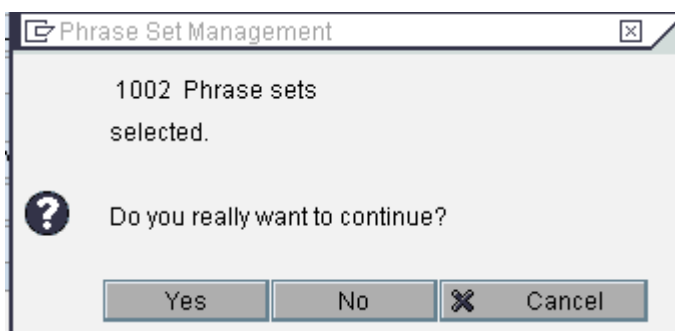 Phrase Set Management
1002 Phrase sets
selected.
Do you really want to continue?
Yes No Cancel